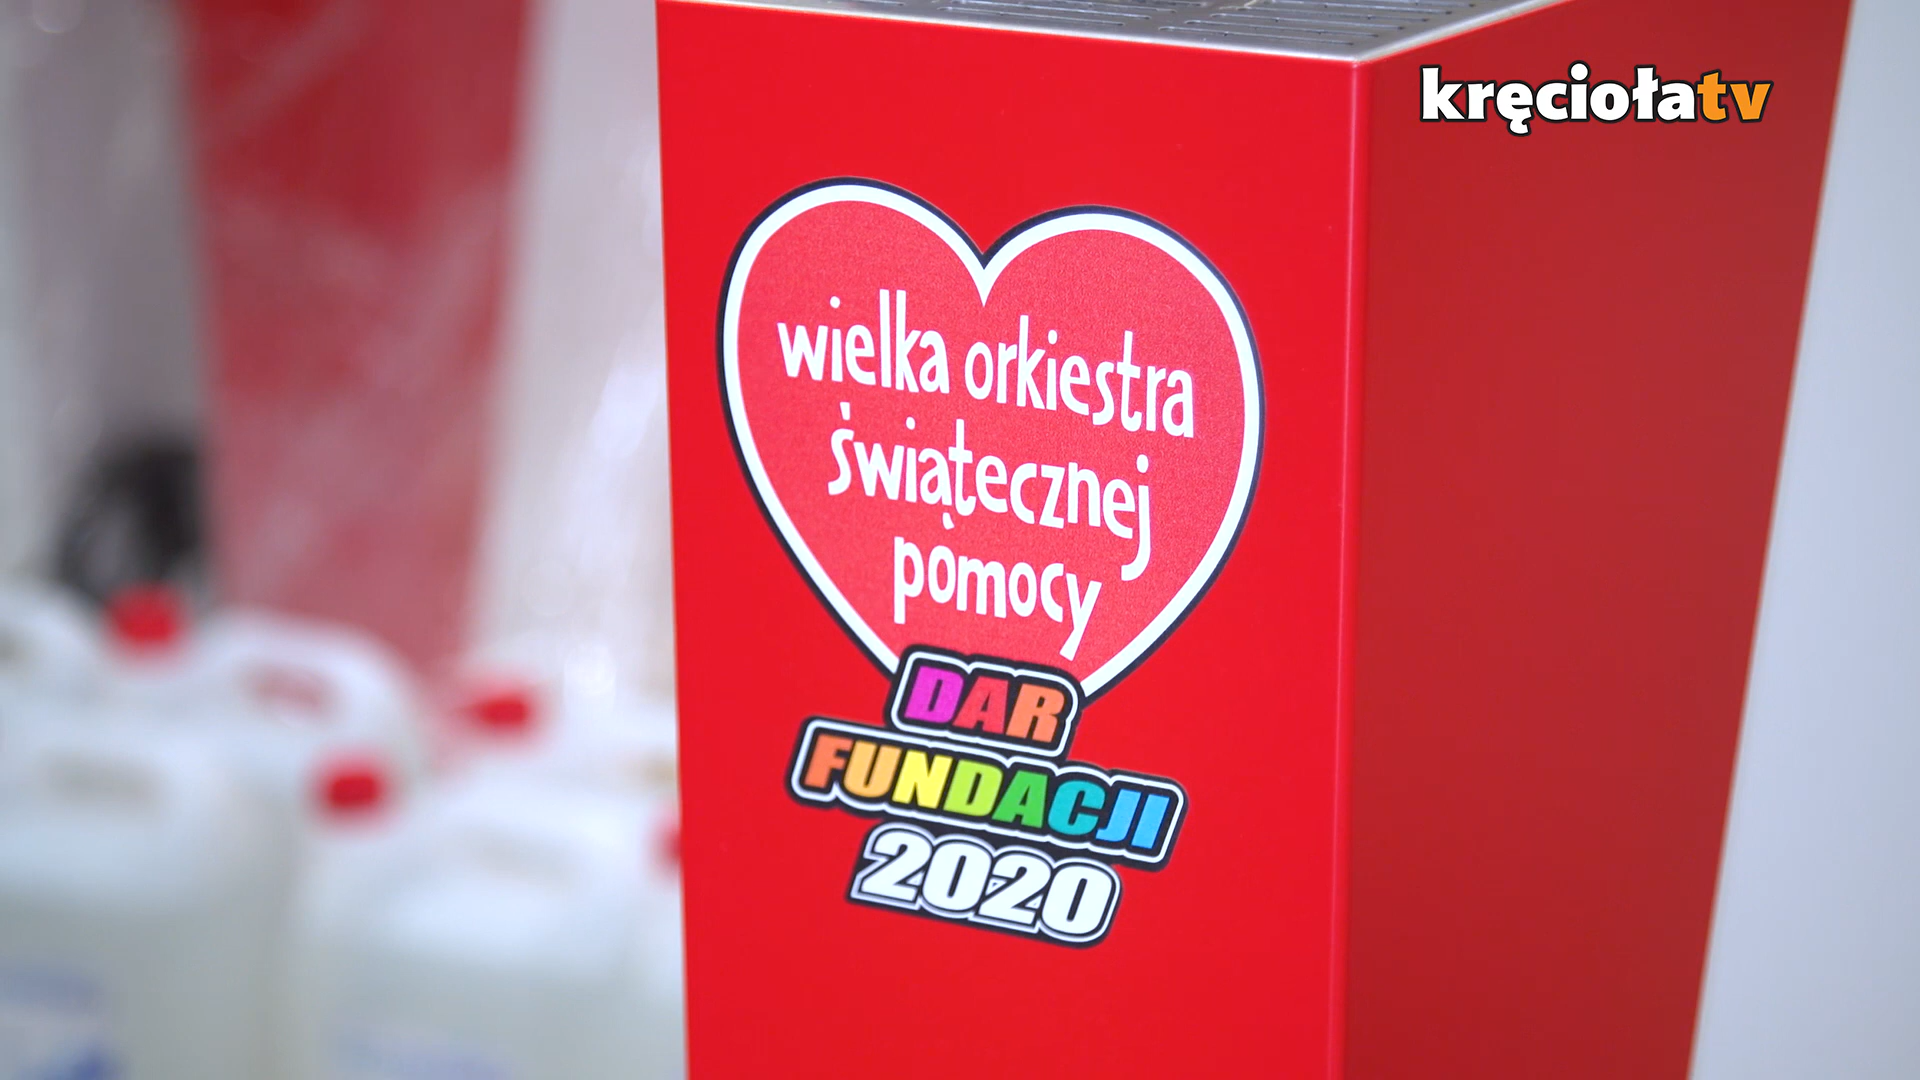 kręciołatv
wielka orkiestra
świątecznej
pomocy
DAR
FUNDACJI
2020